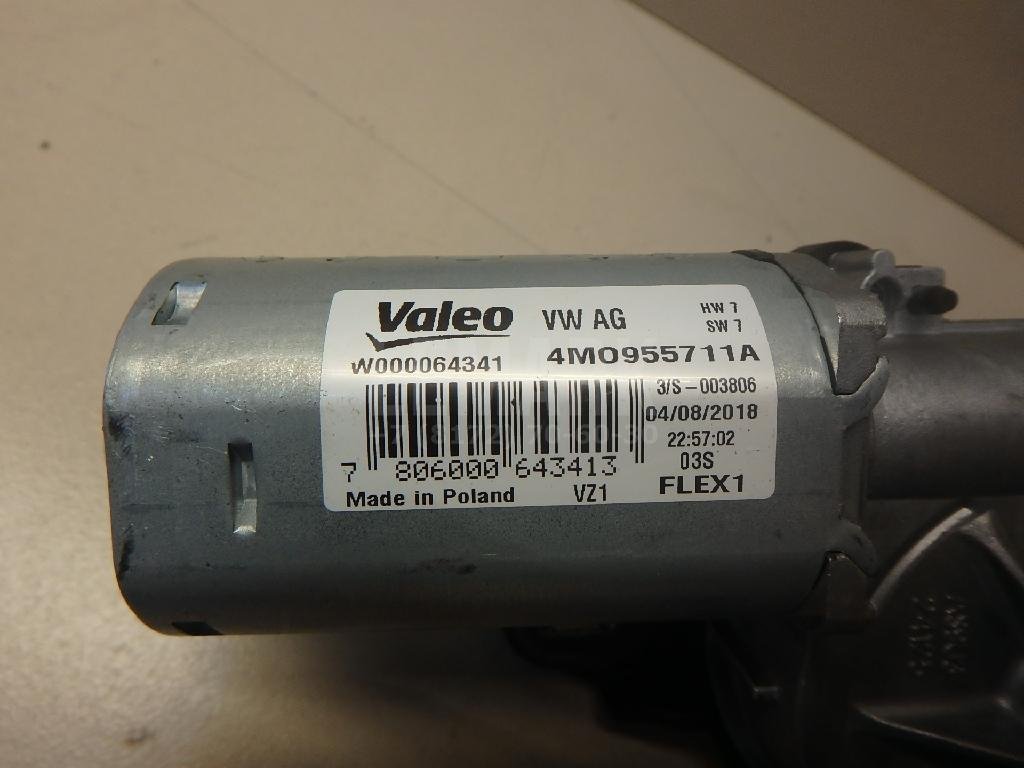 Valeo VW AG HW 7
SW 7
W000064341 4M0955711A
3/S-003806
04/08/2018
22:57:02
03S
7 806000 643413
Made in Poland VZ1 FLEX1